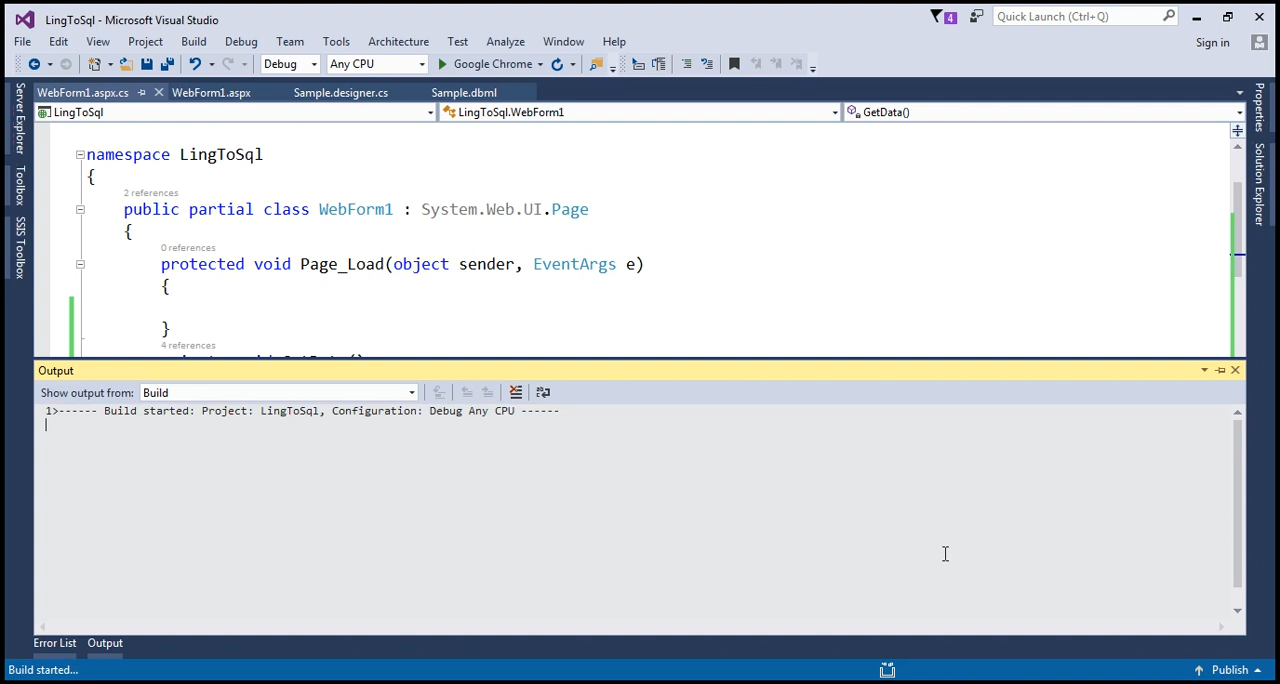 LingToSql - Microsoft Visual Studio
4
Quick Launch (Ctrl+Q)
File Edit View Project Build Debug Team Tools Architecture Test Analyze Window Help
Sign in
Debug Any CPU Google Chrome
Server Explorer
Toolbox
SSIS Toolbox
WebForm1.aspx.cs WebForm1.aspx Sample.designer.cs Sample.dbml
LingToSql LingToSql.WebForm1 GetData()
Properties
Solution Explorer
namespace LingToSql
{
2 references
public partial class WebForm1 : System.Web.UI.Page
{
0 references
protected void Page_Load(object sender, EventArgs e)
{
}
4 references
Output
Show output from: Build
1>------ Build started: Project: LingToSql, Configuration: Debug Any CPU ------
Error List Output
Build started...
Publish